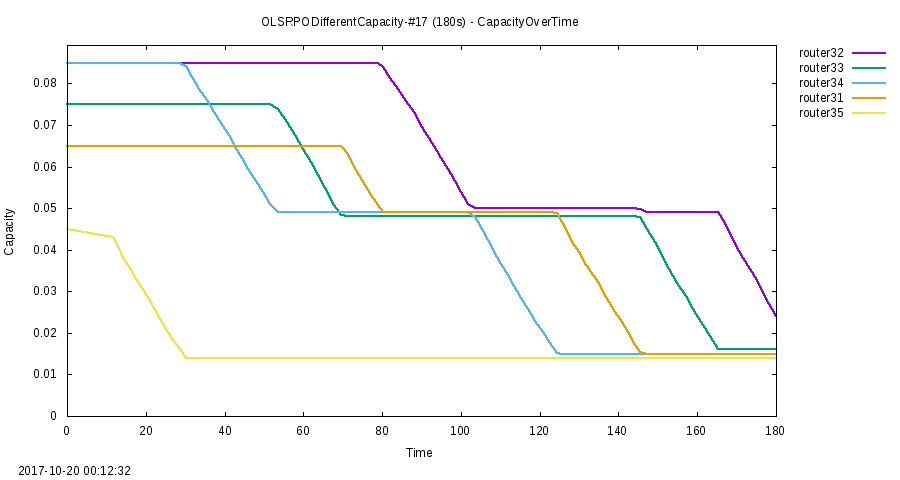 OLSRPODifferentCapacity-#17 (180s) - CapacityOverTime
router32
router33
router34
router31
router35
0.08
0.07
0.06
0.05
0.04
0.03
0.02
0.01
0
Capacity
0 20 40 60 80 100 120 140 160 180
Time
2017-10-20 00:12:32